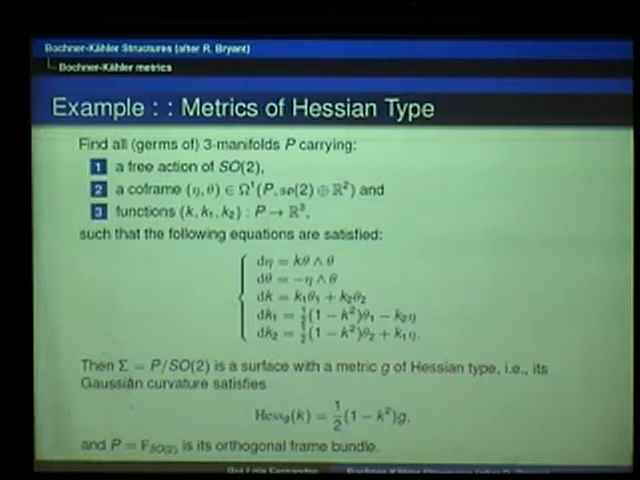 Bochner-Kähler Structures (after R. Bryant)
Bochner-Kähler metrics
Example : : Metrics of Hessian Type
Find all (germs of) 3-manifolds P carrying:
1 a free action of SO(2),
2 a coframe (η, θ) ∈ Ω¹(P, so(2) ⊕ ℝ²) and
3 functions (k, k₁, k₂) : P → ℝ³,
such that the following equations are satisfied:
dη = kθ ∧ θ
dθ = −η ∧ θ
dk = k₁θ₁ + k₂θ₂
dk₁ = ½(1 − k²)θ₁ − k₂η
dk₂ = ½(1 − k²)θ₂ + k₁η.
Then Σ = P/SO(2) is a surface with a metric g of Hessian type, i.e., its
Gaussian curvature satisfies
Hess_g(k) = ½(1 − k²)g,
and P = F_SO(2) is its orthogonal frame bundle.